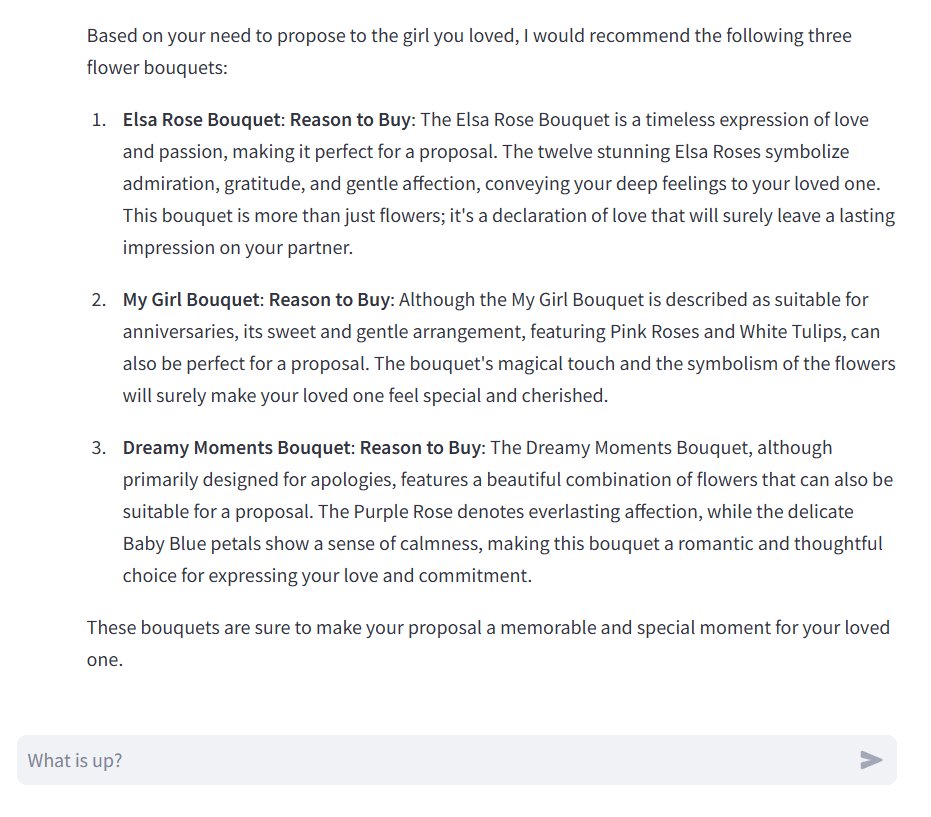 Based on your need to propose to the girl you loved, I would recommend the following three
flower bouquets:
1. Elsa Rose Bouquet: Reason to Buy: The Elsa Rose Bouquet is a timeless expression of love
and passion, making it perfect for a proposal. The twelve stunning Elsa Roses symbolize
admiration, gratitude, and gentle affection, conveying your deep feelings to your loved one.
This bouquet is more than just flowers; it's a declaration of love that will surely leave a lasting
impression on your partner.
2. My Girl Bouquet: Reason to Buy: Although the My Girl Bouquet is described as suitable for
anniversaries, its sweet and gentle arrangement, featuring Pink Roses and White Tulips, can
also be perfect for a proposal. The bouquet's magical touch and the symbolism of the flowers
will surely make your loved one feel special and cherished.
3. Dreamy Moments Bouquet: Reason to Buy: The Dreamy Moments Bouquet, although
primarily designed for apologies, features a beautiful combination of flowers that can also be
suitable for a proposal. The Purple Rose denotes everlasting affection, while the delicate
Baby Blue petals show a sense of calmness, making this bouquet a romantic and thoughtful
choice for expressing your love and commitment.
These bouquets are sure to make your proposal a memorable and special moment for your loved
one.
What is up?